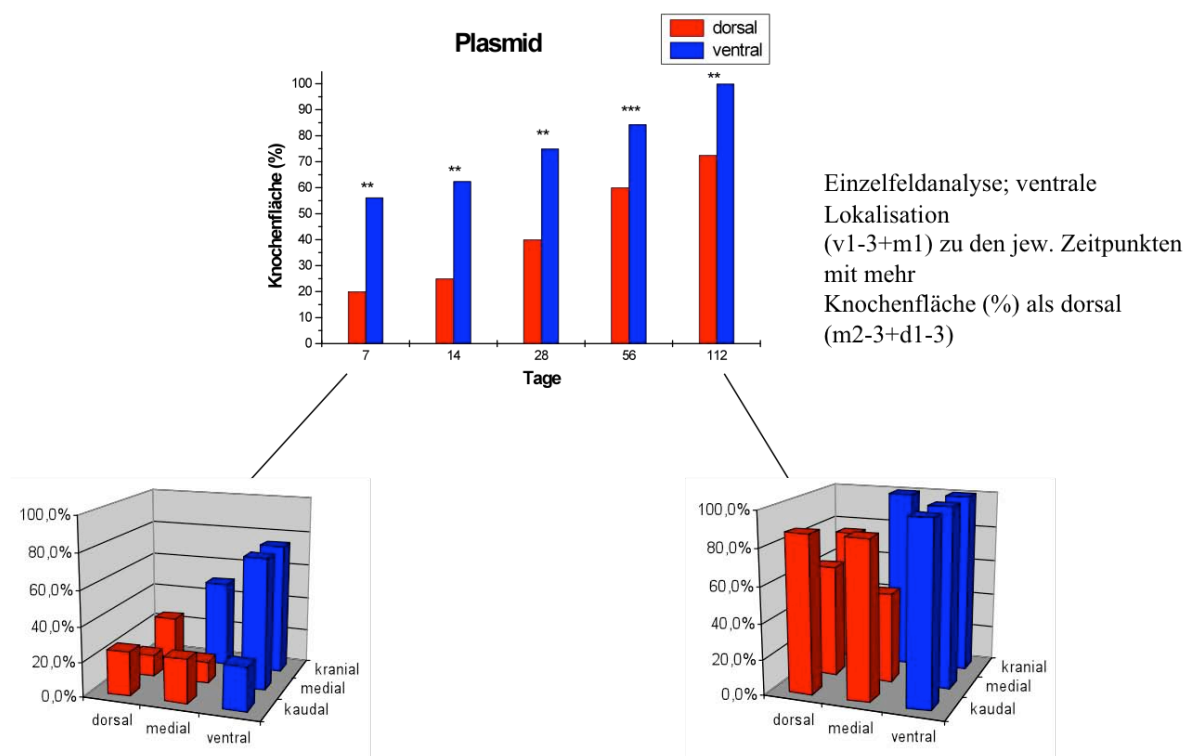 Plasmid
dorsal
ventral
Knochenfläche (%)
100
90
80
70
60
50
40
30
20
10
0
**
**
**
***
**
7
14
28
56
112
Tage
Einzelfeldanalyse; ventrale
Lokalisation
(v1-3+m1) zu den jew. Zeitpunkten
mit mehr
Knochenfläche (%) als dorsal
(m2-3+d1-3)
100,0%
80,0%
60,0%
40,0%
20,0%
0,0%
dorsal
medial
ventral
kranial
medial
kaudal
100,0%
80,0%
60,0%
40,0%
20,0%
0,0%
dorsal
medial
ventral
kranial
medial
kaudal